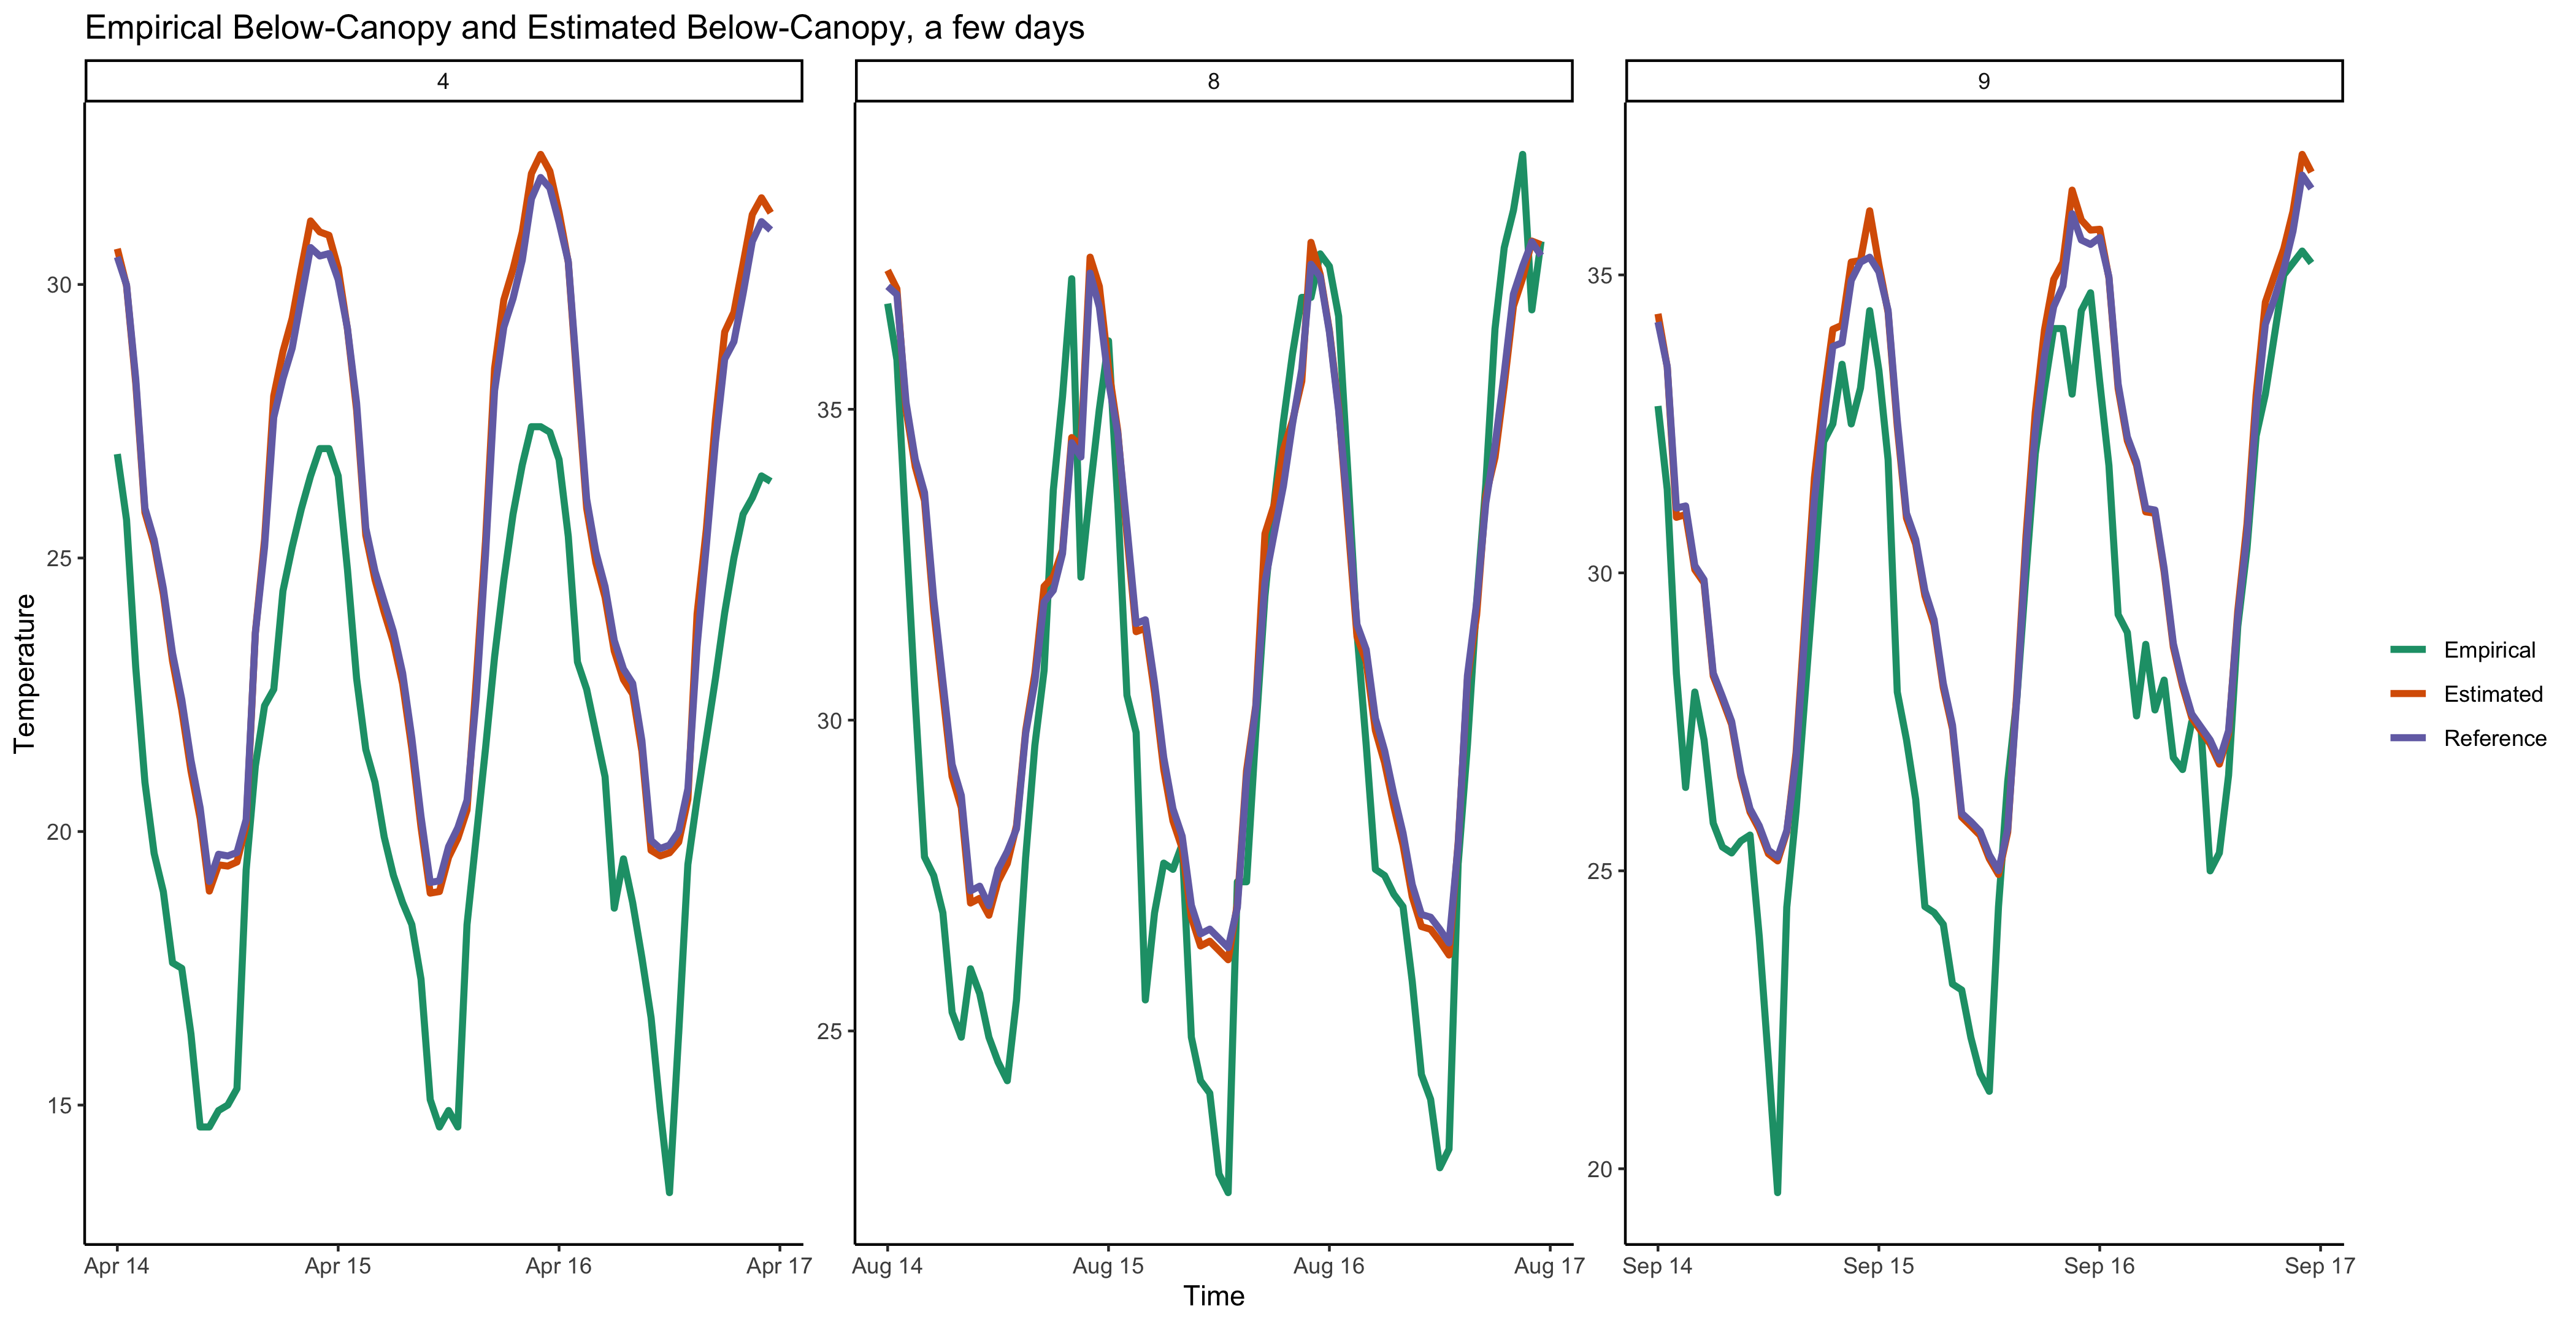 Empirical Below-Canopy and Estimated Below-Canopy, a few days
4 8 9
Temperature
30
25
20
15
35
30
25
35
30
25
20
Apr 14 Apr 15 Apr 16 Apr 17 Aug 14 Aug 15 Aug 16 Aug 17 Sep 14 Sep 15 Sep 16 Sep 17
Time
Empirical
Estimated
Reference